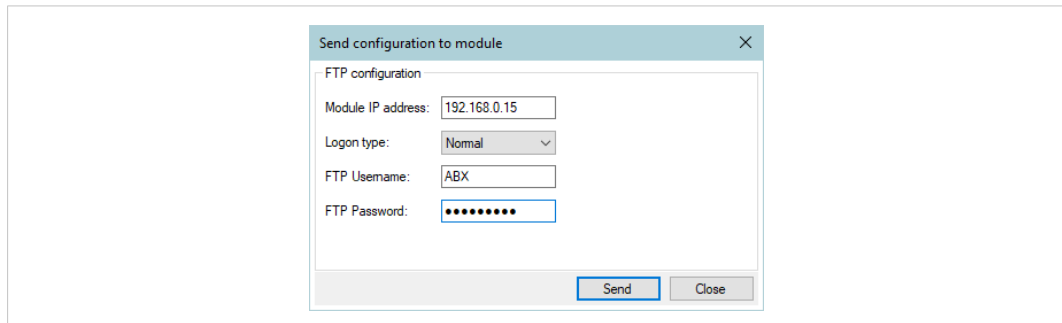 Send configuration to module
FTP configuration
Module IP address: 192.168.0.15
Logon type: Normal
FTP Username: ABX
FTP Password: •••••••••
Send Close